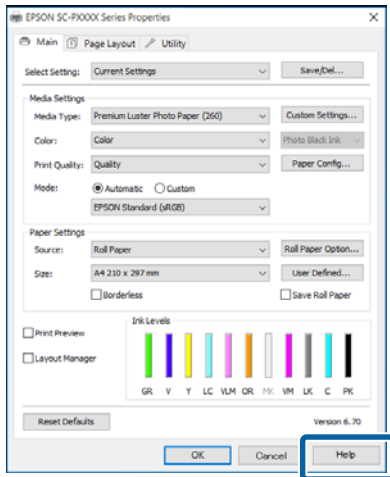 EPSON SC-PXXXX Series Properties
Main Page Layout Utility
Select Setting: Current Settings Save/Del...
Media Settings
Media Type: Premium Luster Photo Paper (260) Custom Settings...
Color: Color Photo Black Ink
Print Quality: Quality Paper Config...
Mode: Automatic Custom
EPSON Standard (sRGB)
Paper Settings
Source: Roll Paper Roll Paper Option...
Size: A4 210 x 297 mm User Defined...
Borderless Save Roll Paper
Ink Levels
Print Preview
Layout Manager
GR V Y LC VLM OR MK VM LK C PK
Reset Defaults Version 6.70
OK Cancel Help